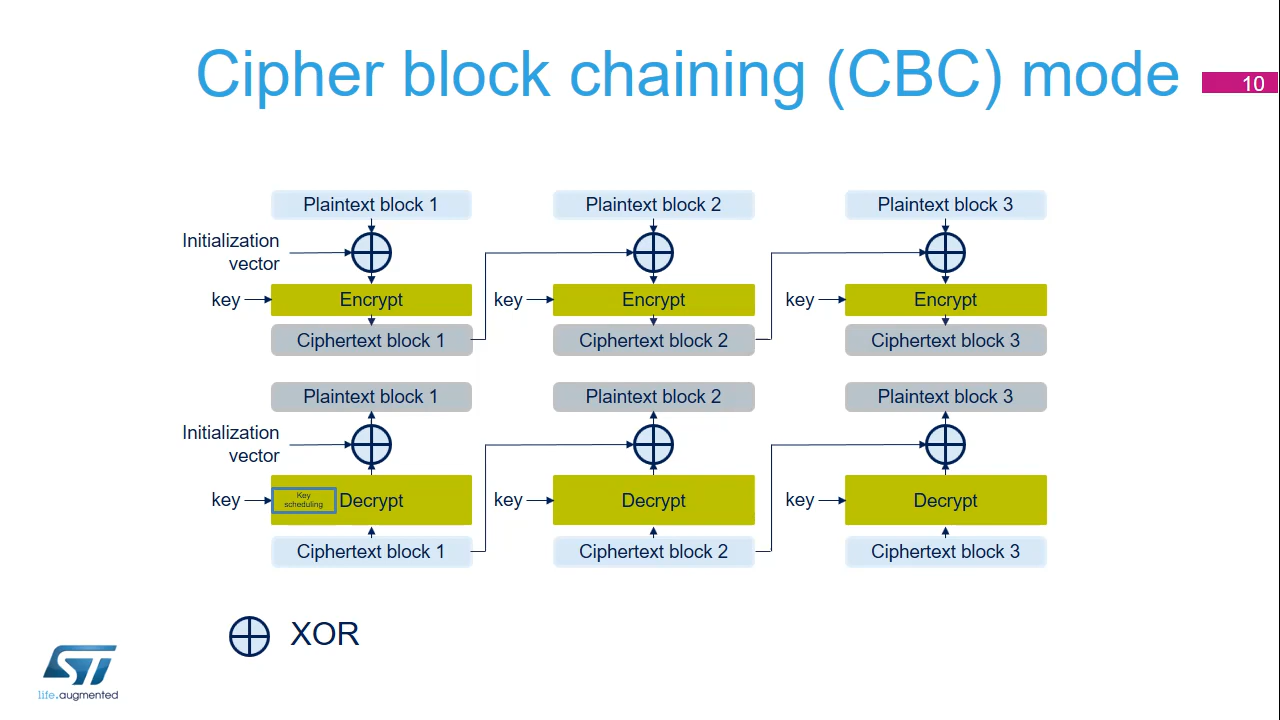 Cipher block chaining (CBC) mode
10
Plaintext block 1
Plaintext block 2
Plaintext block 3
Initialization
vector
key
Encrypt
key
Encrypt
key
Encrypt
Ciphertext block 1
Ciphertext block 2
Ciphertext block 3
Plaintext block 1
Plaintext block 2
Plaintext block 3
Initialization
vector
key
Key
scheduling
Decrypt
key
Decrypt
key
Decrypt
Ciphertext block 1
Ciphertext block 2
Ciphertext block 3
XOR
ST
life.augmented